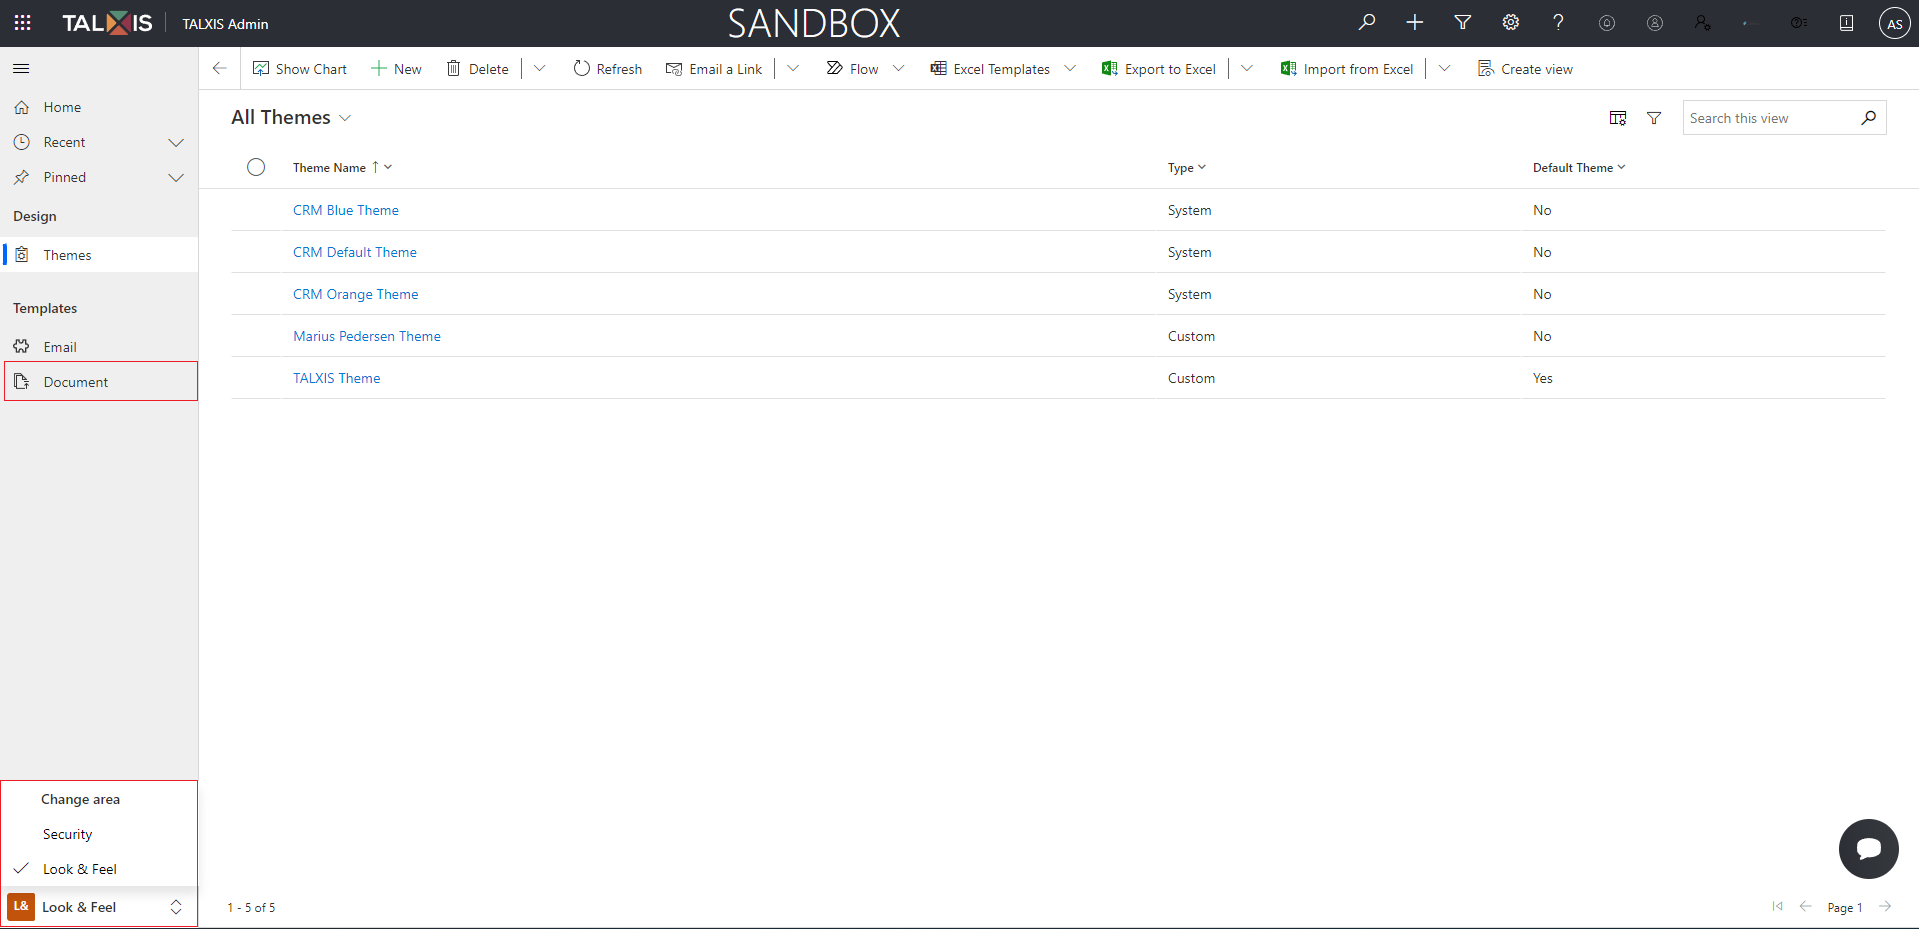 TALXIS TALXIS Admin SANDBOX AS
Show Chart New Delete Refresh Email a Link Flow Excel Templates Export to Excel Import from Excel Create view
Home
Recent
Pinned
Design
Themes
Templates
Email
Document
All Themes
Search this view
Theme Name Type Default Theme
CRM Blue Theme System No
CRM Default Theme System No
CRM Orange Theme System No
Marius Pedersen Theme Custom No
TALXIS Theme Custom Yes
Change area
Security
Look & Feel
L& Look & Feel
1 - 5 of 5
Page 1